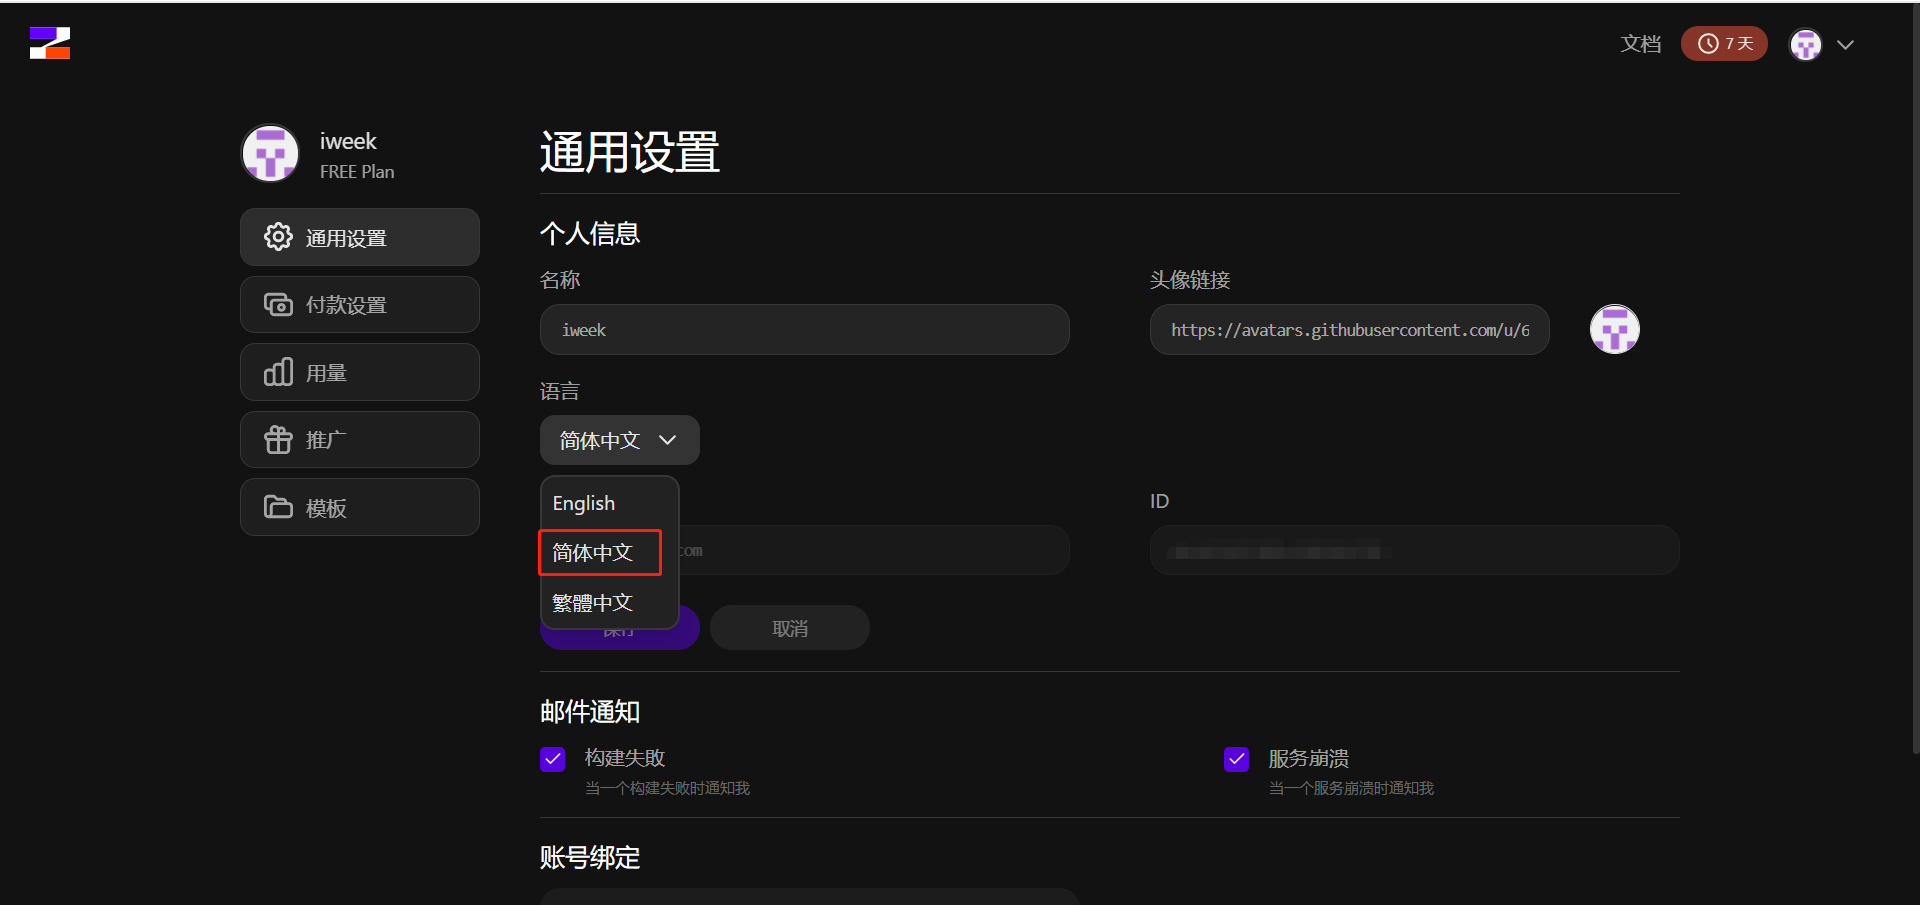 文档
7 天
iweek
FREE Plan
通用设置
付款设置
用量
推广
模板
通用设置
个人信息
名称
头像链接
iweek
https://avatars.githubusercontent.com/u/6
语言
简体中文
English
简体中文
繁體中文
com
ID
取消
邮件通知
构建失败
当一个构建失败时通知我
服务崩溃
当一个服务崩溃时通知我
账号绑定